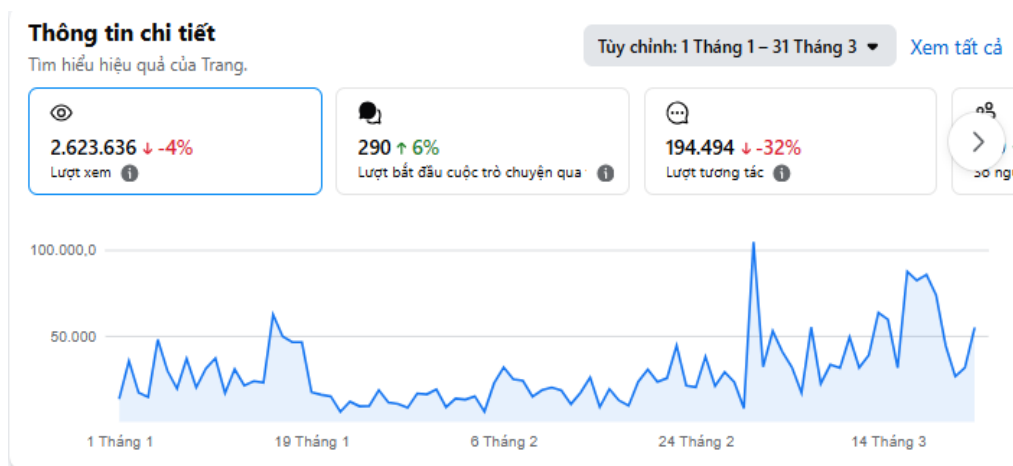 Thông tin chi tiết
Tìm hiểu hiệu quả của Trang.
Tùy chỉnh: 1 Tháng 1 – 31 Tháng 3
Xem tất cả
2.623.636 ↓ -4%
Lượt xem
290 ↑ 6%
Lượt bắt đầu cuộc trò chuyện qua
194.494 ↓ -32%
Lượt tương tác
100.000,0
50.000
1 Tháng 1
19 Tháng 1
6 Tháng 2
24 Tháng 2
14 Tháng 3